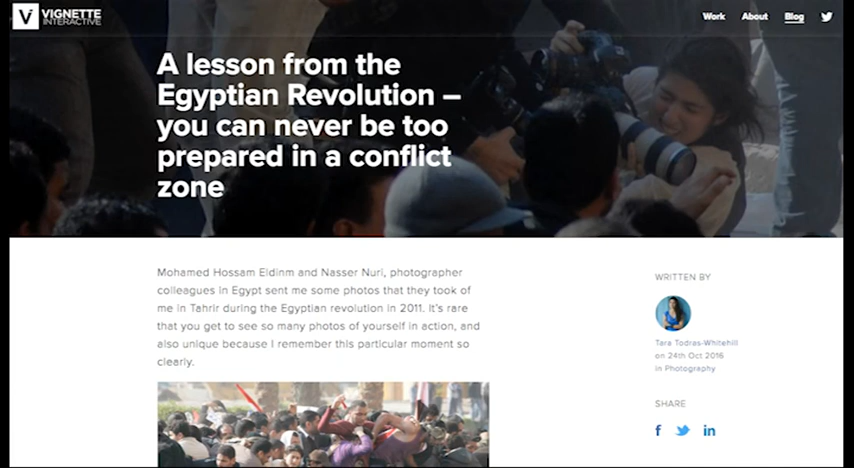 VIGNETTE
INTERACTIVE
Work About Blog
A lesson from the
Egyptian Revolution –
you can never be too
prepared in a conflict
zone
Mohamed Hossam Eldinm and Nasser Nuri, photographer
colleagues in Egypt sent me some photos that they took of
me in Tahrir during the Egyptian revolution in 2011. It's rare
that you get to see so many photos of yourself in action, and
also unique because I remember this particular moment so
clearly.
WRITTEN BY
Tara Todras-Whitehill
on 24th Oct 2016
in Photography
SHARE